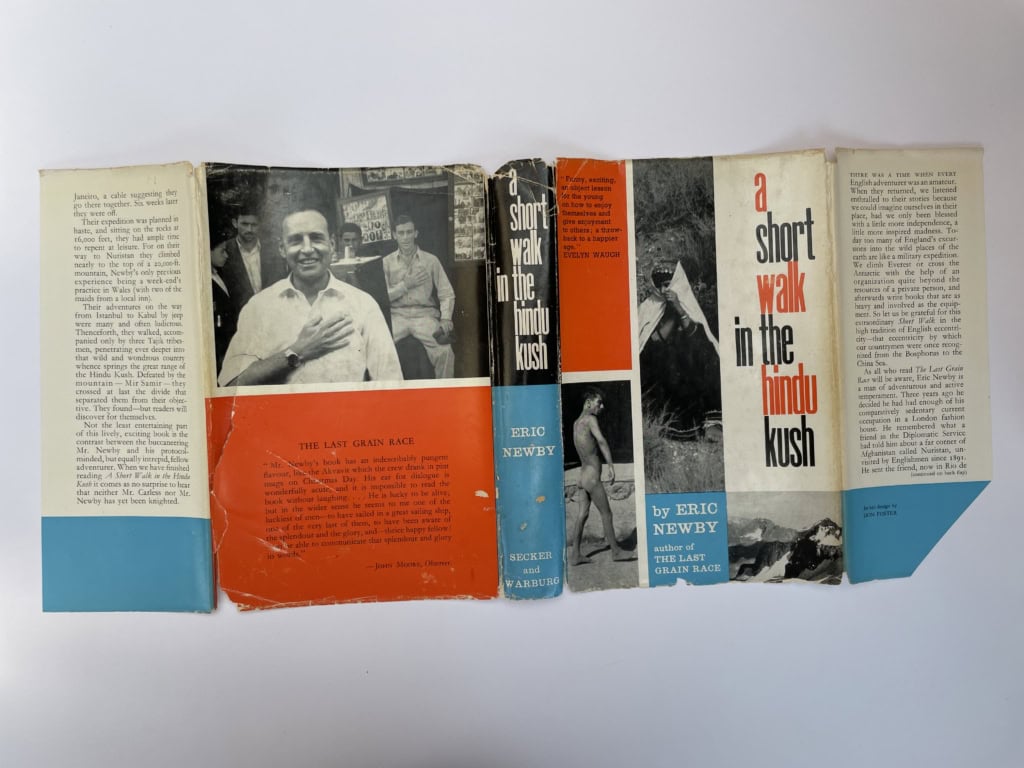 Janeiro, a cable suggesting they
go there together. Six weeks later
they were off.
Their expedition was planned in
haste, and sitting on the rocks at
16,000 feet, they had ample time
to repent at leisure. For on their
way to Nuristan they climbed
nearly to the top of a 20,000-ft.
mountain, Newby's only previous
experience being a week-end's
practice in Wales (with two of the
maids from a local inn).
Their adventures on the way
from Istanbul to Kabul by jeep
were many and often ludicrous.
Thenceforth, they walked, accom-
panied only by three Tajik tribes-
men, penetrating ever deeper into
that wild and wondrous country
whence springs the great range of
the Hindu Kush. Defeated by the
mountain — Mir Samir — they
crossed at last the divide that
separated them from their objec-
tive. They found—but readers will
discover for themselves.
Not the least entertaining part
of this lively, exciting book is the
contrast between the buccaneering
Mr. Newby and his protocol-
minded, but equally intrepid, fellow
adventurer. When we have finished
reading A Short Walk in the Hindu
Kush it comes as no surprise to hear
that neither Mr. Carless nor Mr.
Newby has yet been knighted.
THE LAST GRAIN RACE
" Mr. Newby's book has an indescribably pungent
flavour, like the Akvavit which the crew drank in pint
mugs on Christmas Day. His ear for dialogue is
wonderfully acute, and it is impossible to read the
book without laughing. . . . He is lucky to be alive,
but in the wider sense he seems to me one of the
luckiest of men—to have sailed in a great sailing ship,
one of the very last of them, to have been aware of
the splendour and the glory, and—thrice happy fellow!
be able to communicate that splendour and glory
in words."
—JOHN MOORE, Observer.
a
short
walk
in the
hindu
kush
ERIC
NEWBY
SECKER
and
WARBURG
" Funny, exciting,
an object lesson
for the young
on how to enjoy
themselves and
give enjoyment
to others; a throw-
back to a happier
age."
EVELYN WAUGH
a
short
walk
in the
hindu
kush
by ERIC
NEWBY
author of
THE LAST
GRAIN RACE
THERE WAS A TIME WHEN EVERY
English adventurer was an amateur.
When they returned, we listened
enthralled to their stories because
we could imagine ourselves in their
place, had we only been blessed
with a little more independence, a
little more inspired madness. To-
day too many of England's excur-
sions into the wild places of the
earth are like a military expedition.
We climb Everest or cross the
Antarctic with the help of an
organization quite beyond the
resources of a private person, and
afterwards write books that are as
heavy and involved as the equip-
ment. So let us be grateful for this
extraordinary Short Walk in the
high tradition of English eccentri-
city—that eccentricity by which
our countrymen were once recog-
nized from the Bosphorus to the
China Sea.
As all who read The Last Grain
Race will be aware, Eric Newby is
a man of adventurous and active
temperament. Three years ago he
decided he had had enough of his
comparatively sedentary current
occupation in a London fashion
house. He remembered what a
friend in the Diplomatic Service
had told him about a far corner of
Afghanistan called Nuristan, un-
visited by Englishmen since 1891.
He sent the friend, now in Rio de
(continued on back flap)
Jacket design by
DON FOSTER